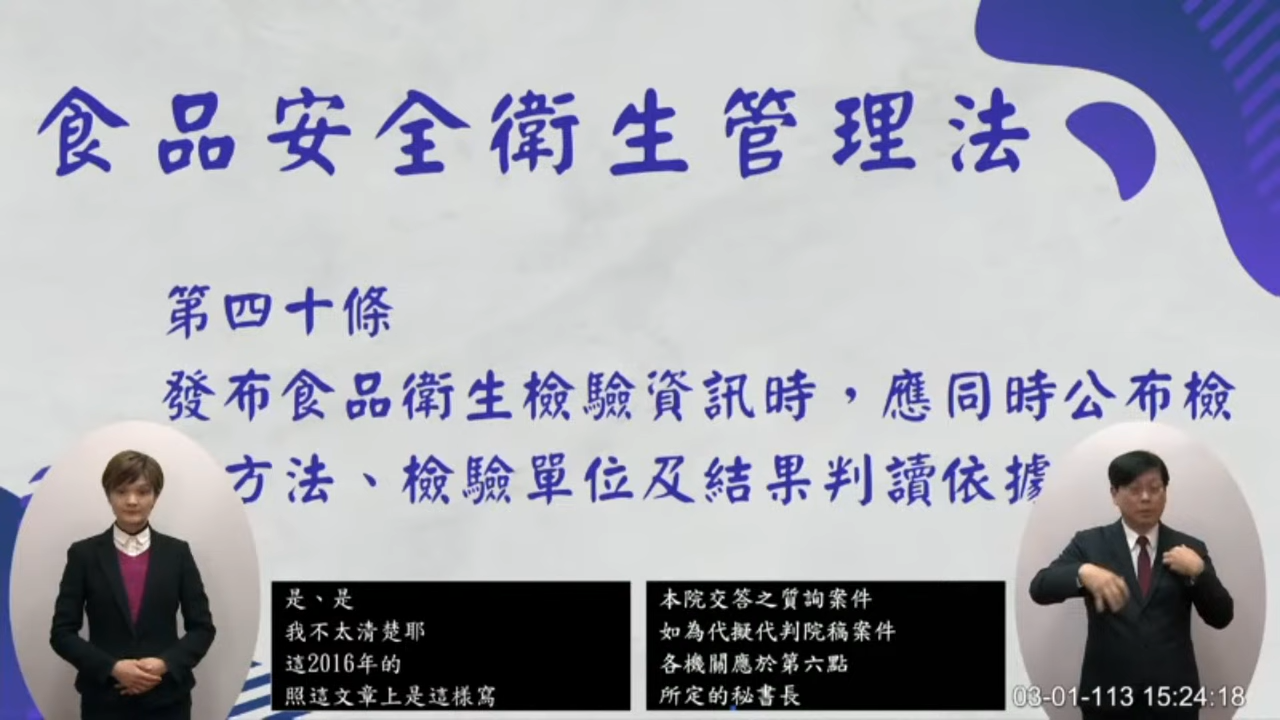 食品安全衛生管理法
第四十條
發布食品衛生檢驗資訊時，應同時公布檢
方法、檢驗單位及結果判讀依據
是、是
我不太清楚耶
這2016年的
照這文章上是這樣寫
本院交答之質詢案件
如為代擬代判院稿案件
各機關應於第六點
所定的秘書長
03-01-113 15:24:18